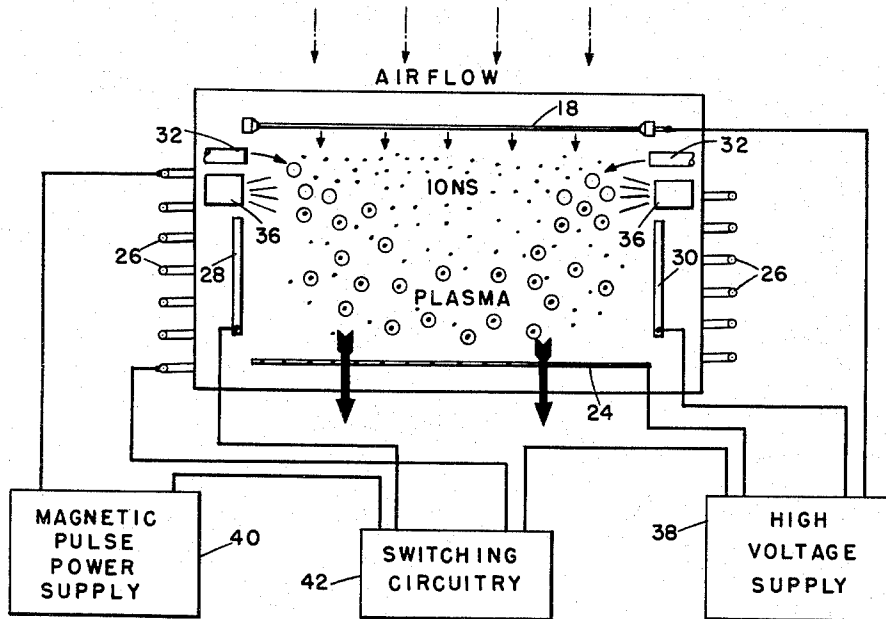 AIRFLOW
18
32
32
IONS
36
36
26
28
30
26
PLASMA
24
MAGNETIC
PULSE
POWER
SUPPLY
40
42
SWITCHING
CIRCUITRY
38
HIGH
VOLTAGE
SUPPLY